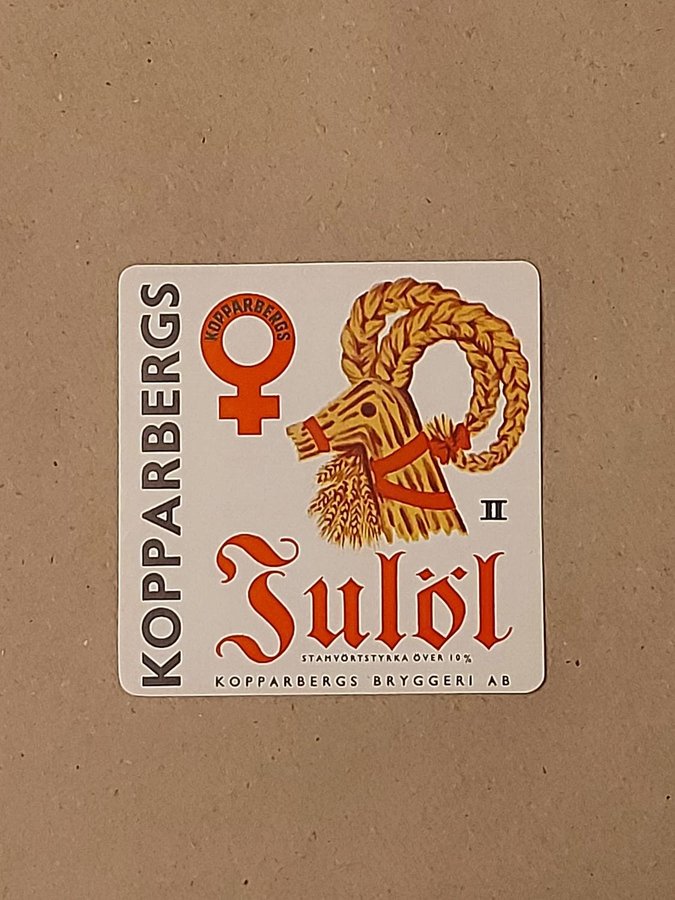 KOPPARBERGS
KOPPARBERGS
II
Julöl
STAMVÖRTSTYRKA ÖVER 10%
KOPPARBERGS BRYGGERI AB